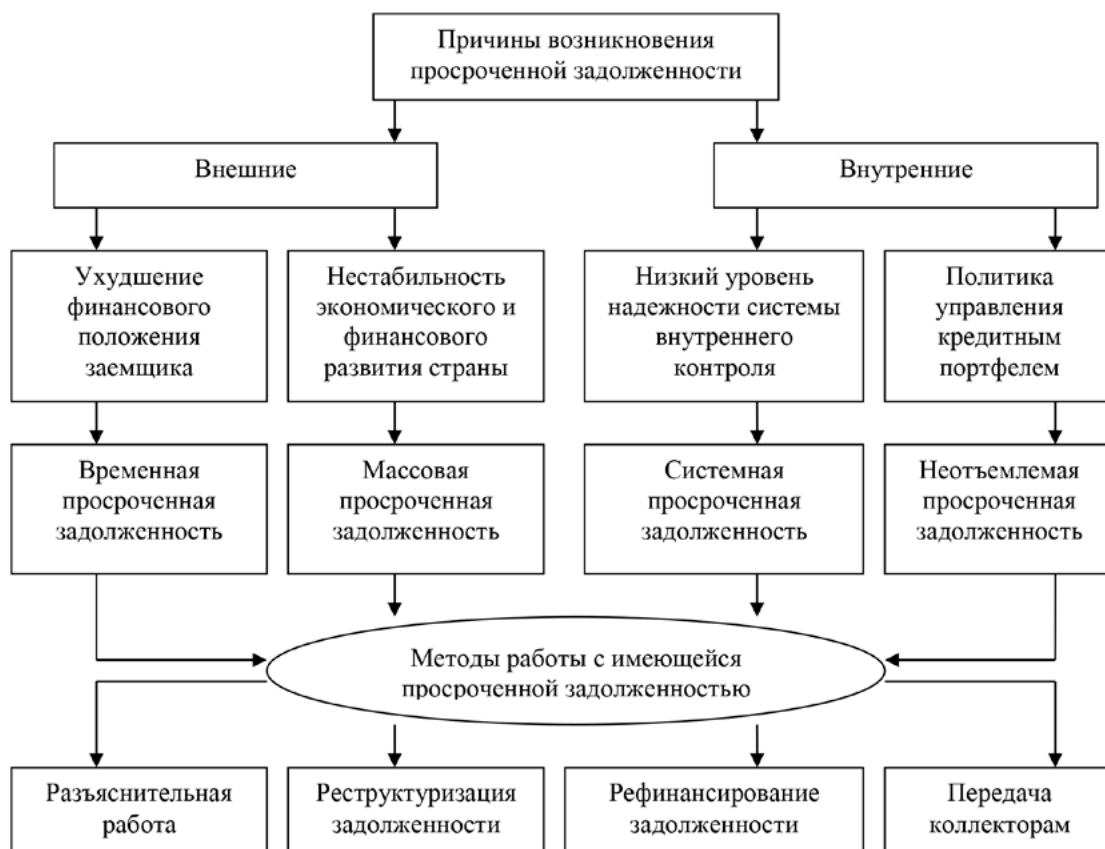 Причины возникновения
просроченной задолженности
Внешние
Внутренние
Ухудшение
финансового
положения
заемщика
Нестабильность
экономического и
финансового
развития страны
Низкий уровень
надежности системы
внутреннего
контроля
Политика
управления
кредитным
портфелем
Временная
просроченная
задолженность
Массовая
просроченная
задолженность
Системная
просроченная
задолженность
Неотъемлемая
просроченная
задолженность
Методы работы с имеющейся
просроченной задолженностью
Разъяснительная
работа
Реструктуризация
задолженности
Рефинансирование
задолженности
Передача
коллекторам